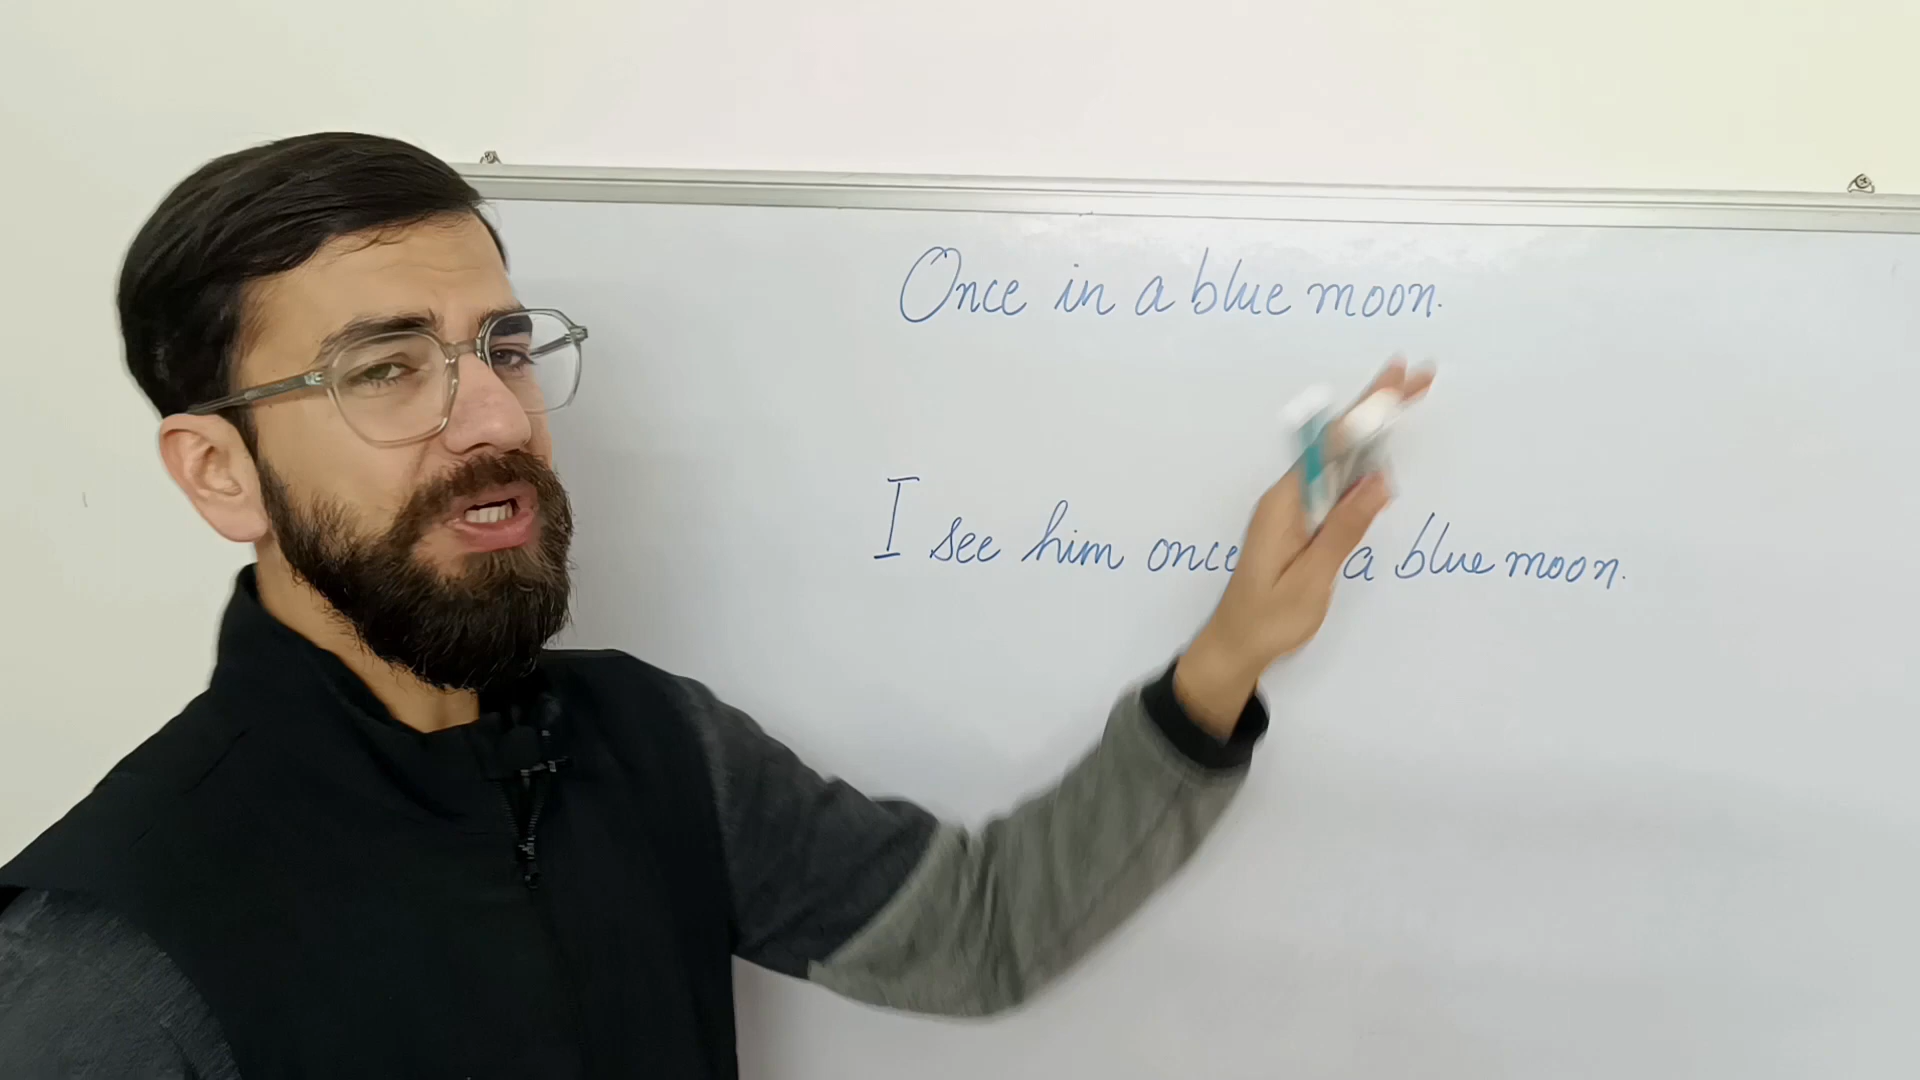 Once in a blue moon.
I see him once a blue moon.